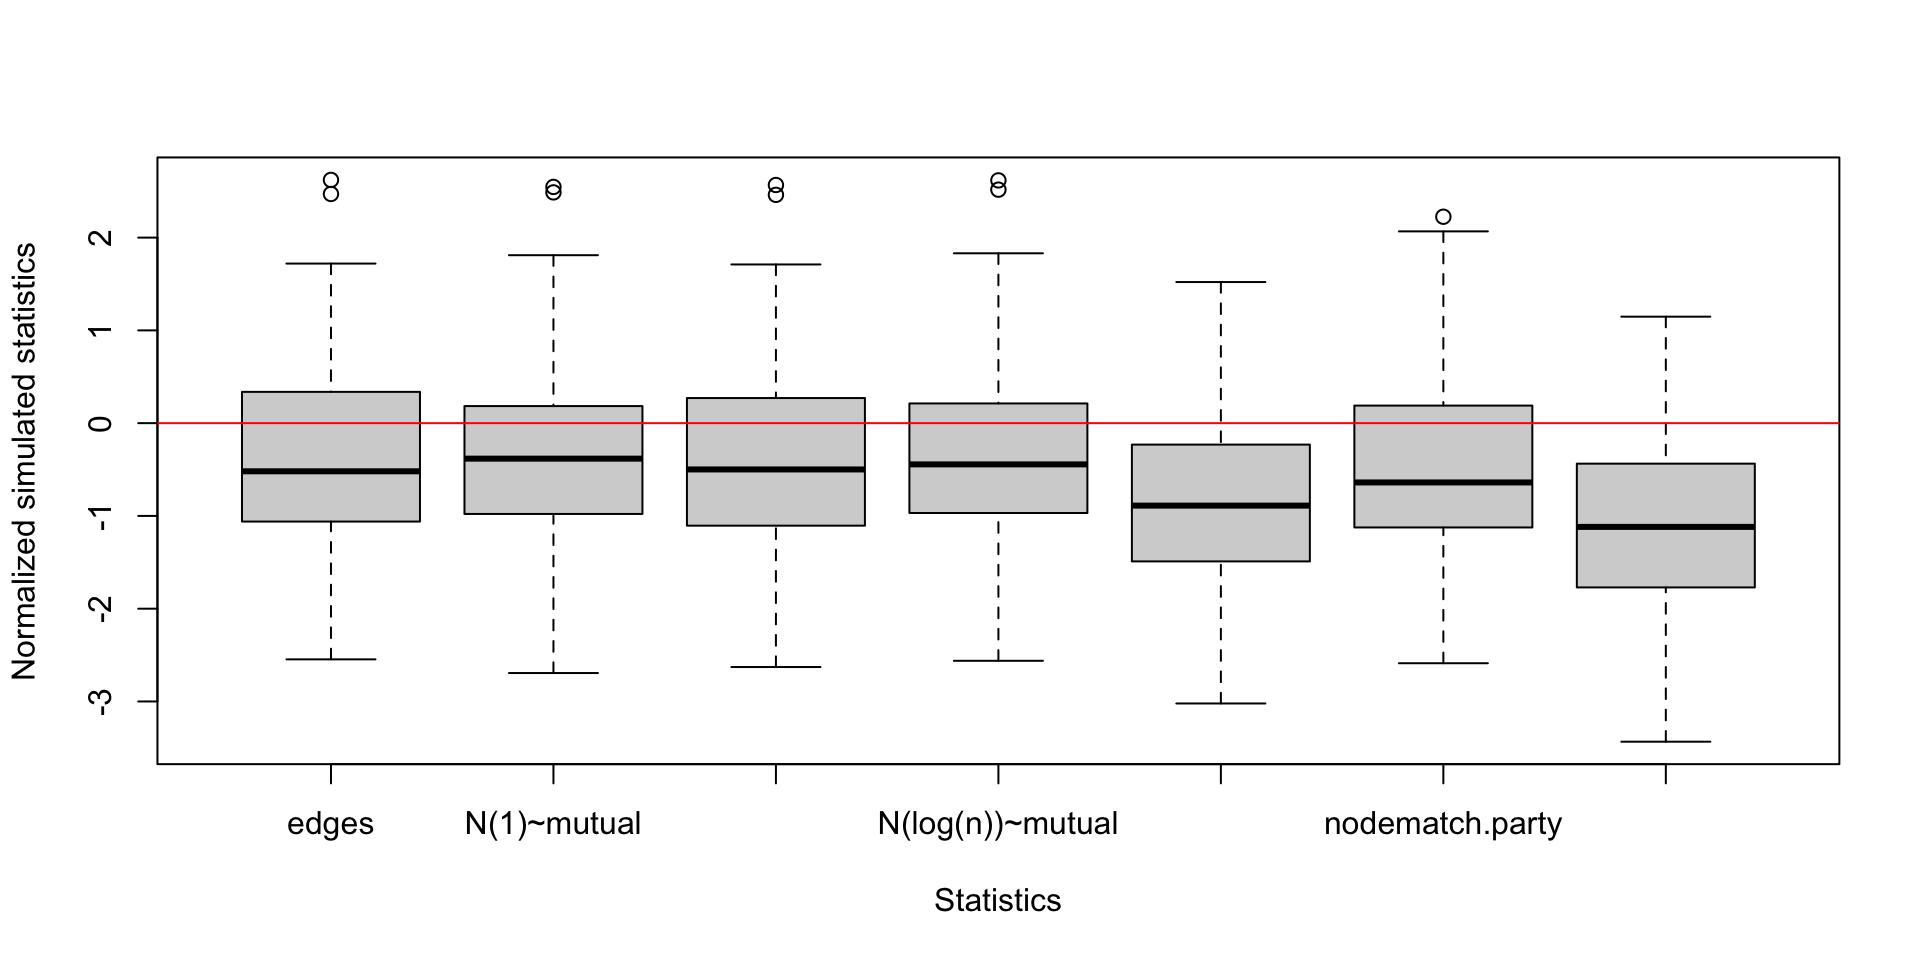 Normalized simulated statistics
2
1
0
-1
-2
-3
edges N(1)~mutual N(log(n))~mutual nodematch.party
Statistics